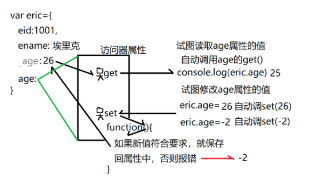 var eric={
eid:1001,
ename: 埃里克
_age : 26
age:
}
访问器属性
get
set
function(){
如果新值符合要求，就保存
回属性中，否则报错
-2
}
试图读取age属性的值
自动调用age的get()
console.log(eric.age) 25
试图修改age属性的值
eric.age= 26 自动调set(26)
eric.age=-2 自动调set(-2)